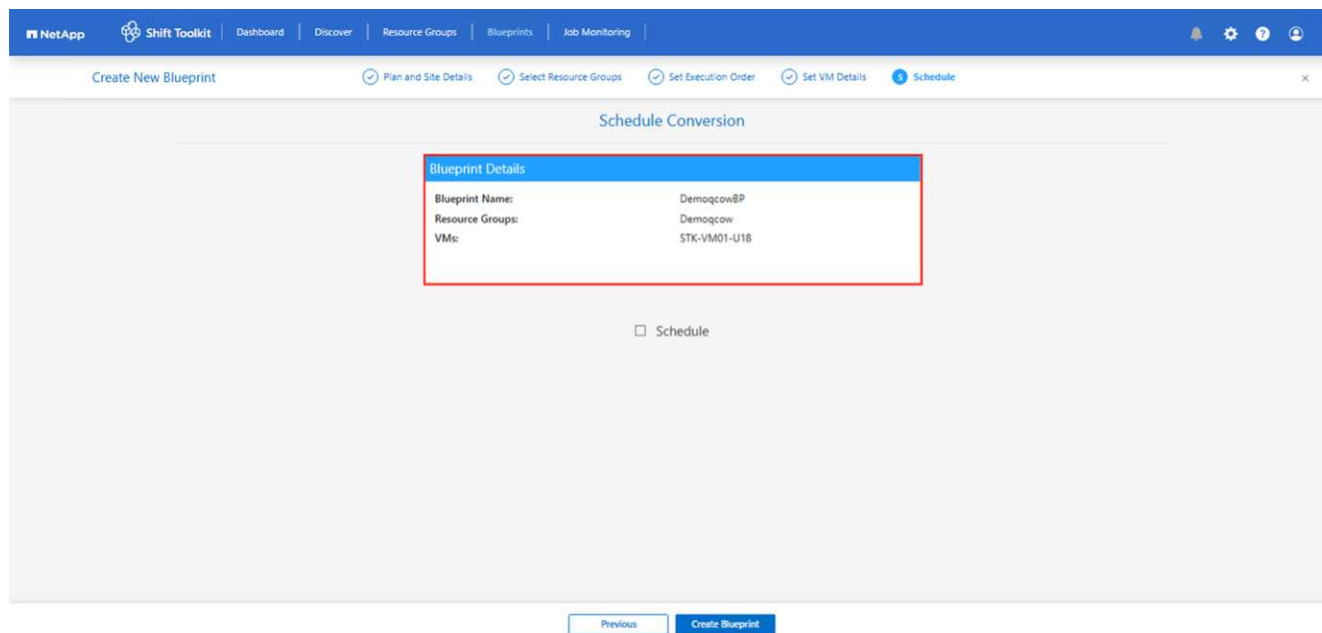 NetApp Shift Toolkit Dashboard Discover Resource Groups Blueprints Job Monitoring
Create New Blueprint Plan and Site Details Select Resource Groups Set Execution Order Set VM Details 5 Schedule
Schedule Conversion
Blueprint Details
Blueprint Name: DemoqcowBP
Resource Groups: Demoqcow
VMs: STK-VM01-U18
Schedule
Previous Create Blueprint